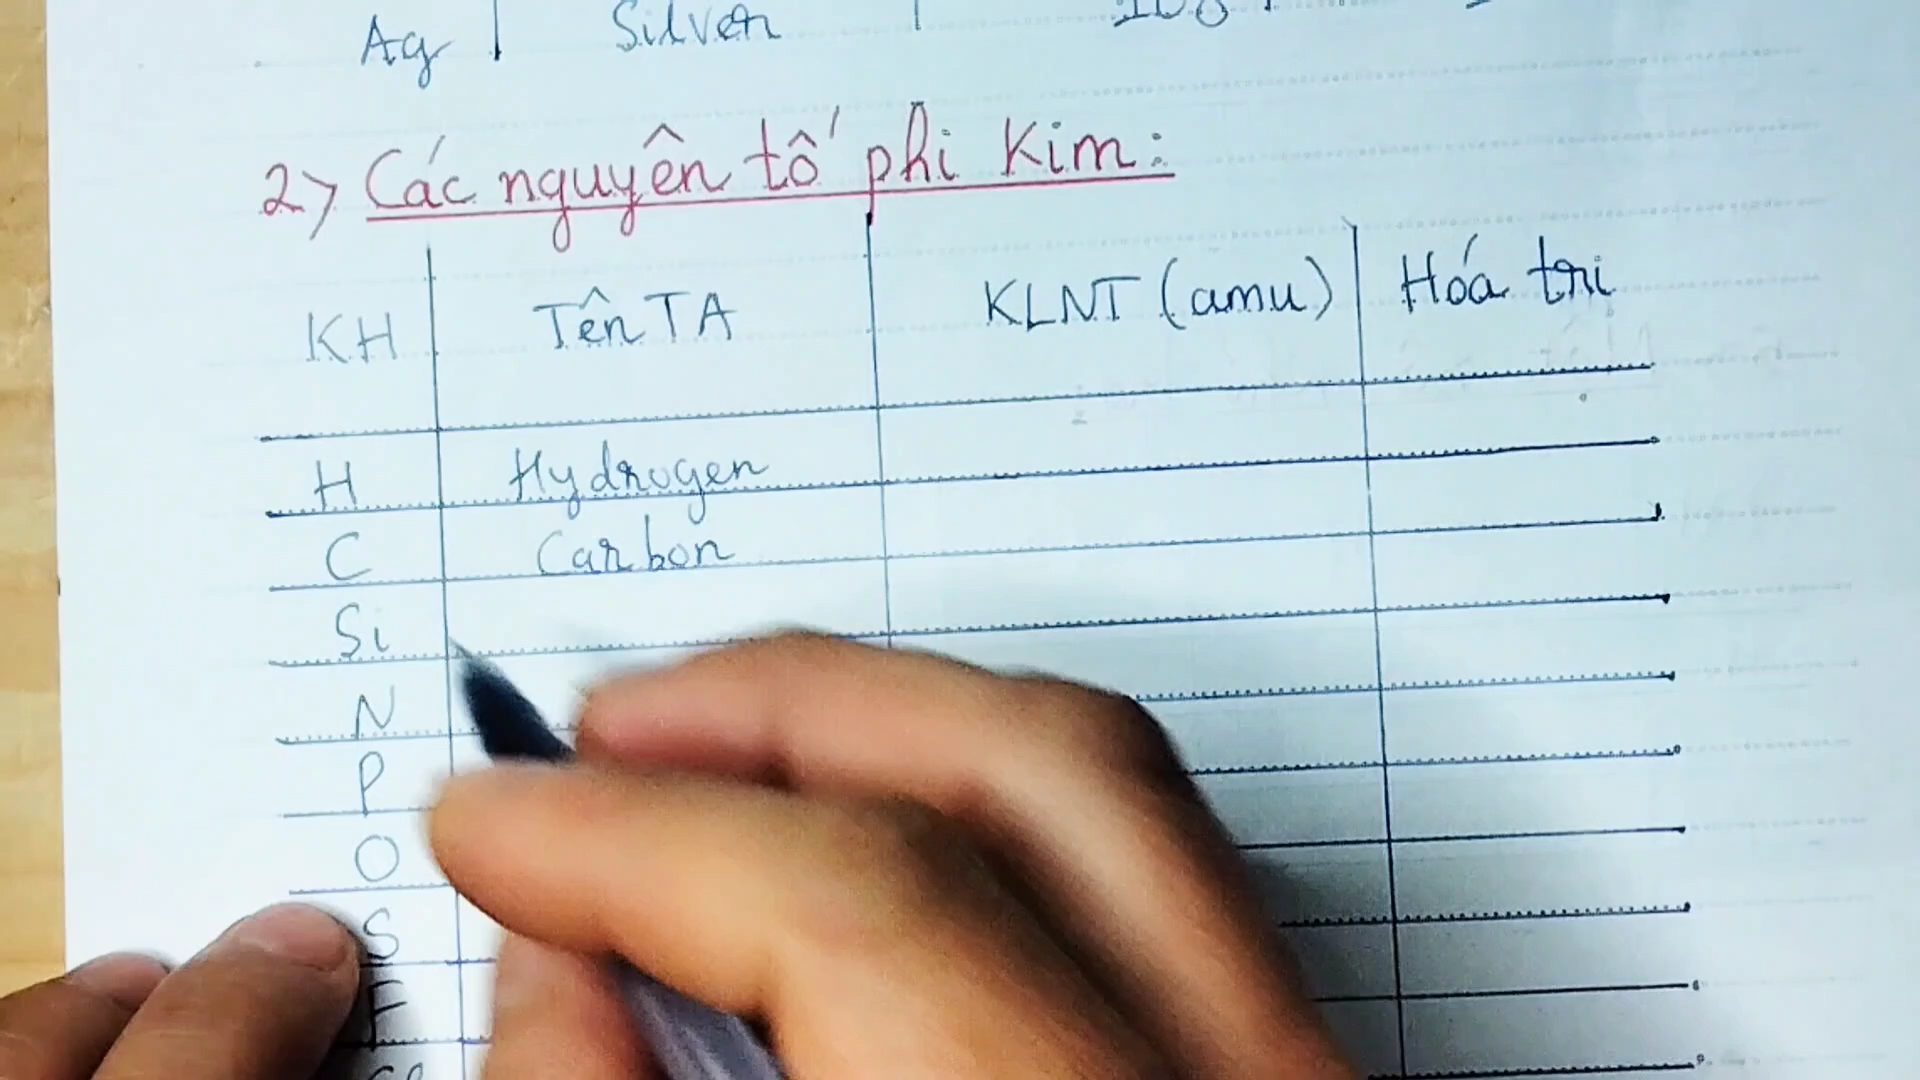 Ag Silver
2) Các nguyên tố phi kim:
KH Tên TA KLNT (amu) Hóa trị
H Hydrogen
C Carbon
Si
N
P
O
S
F